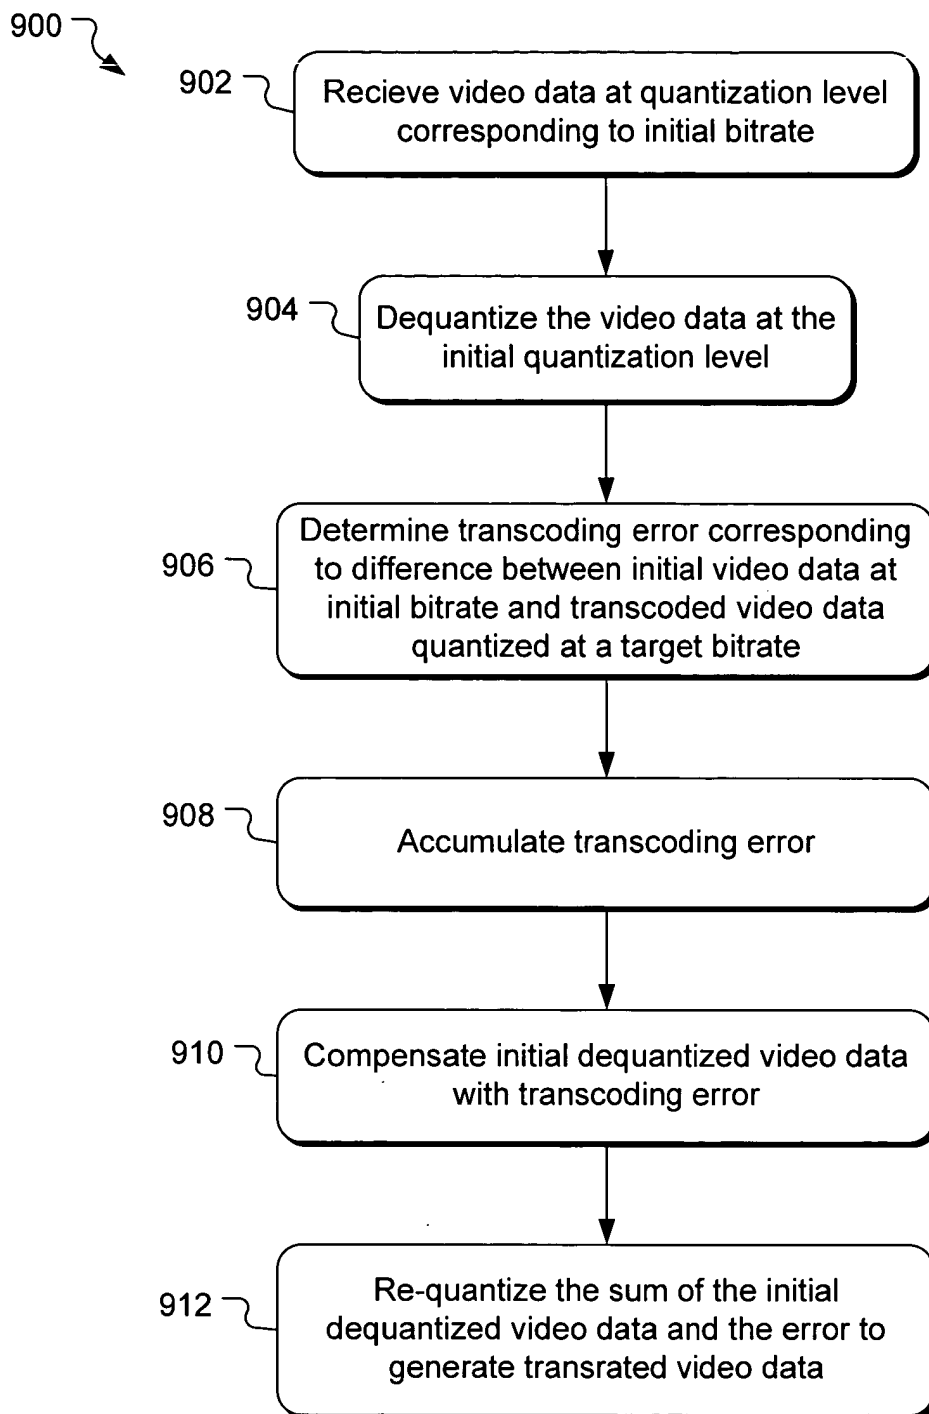 900
902
Recieve video data at quantization level
corresponding to initial bitrate
904
Dequantize the video data at the
initial quantization level
906
Determine transcoding error corresponding
to difference between initial video data at
initial bitrate and transcoded video data
quantized at a target bitrate
908
Accumulate transcoding error
910
Compensate initial dequantized video data
with transcoding error
912
Re-quantize the sum of the initial
dequantized video data and the error to
generate transrated video data